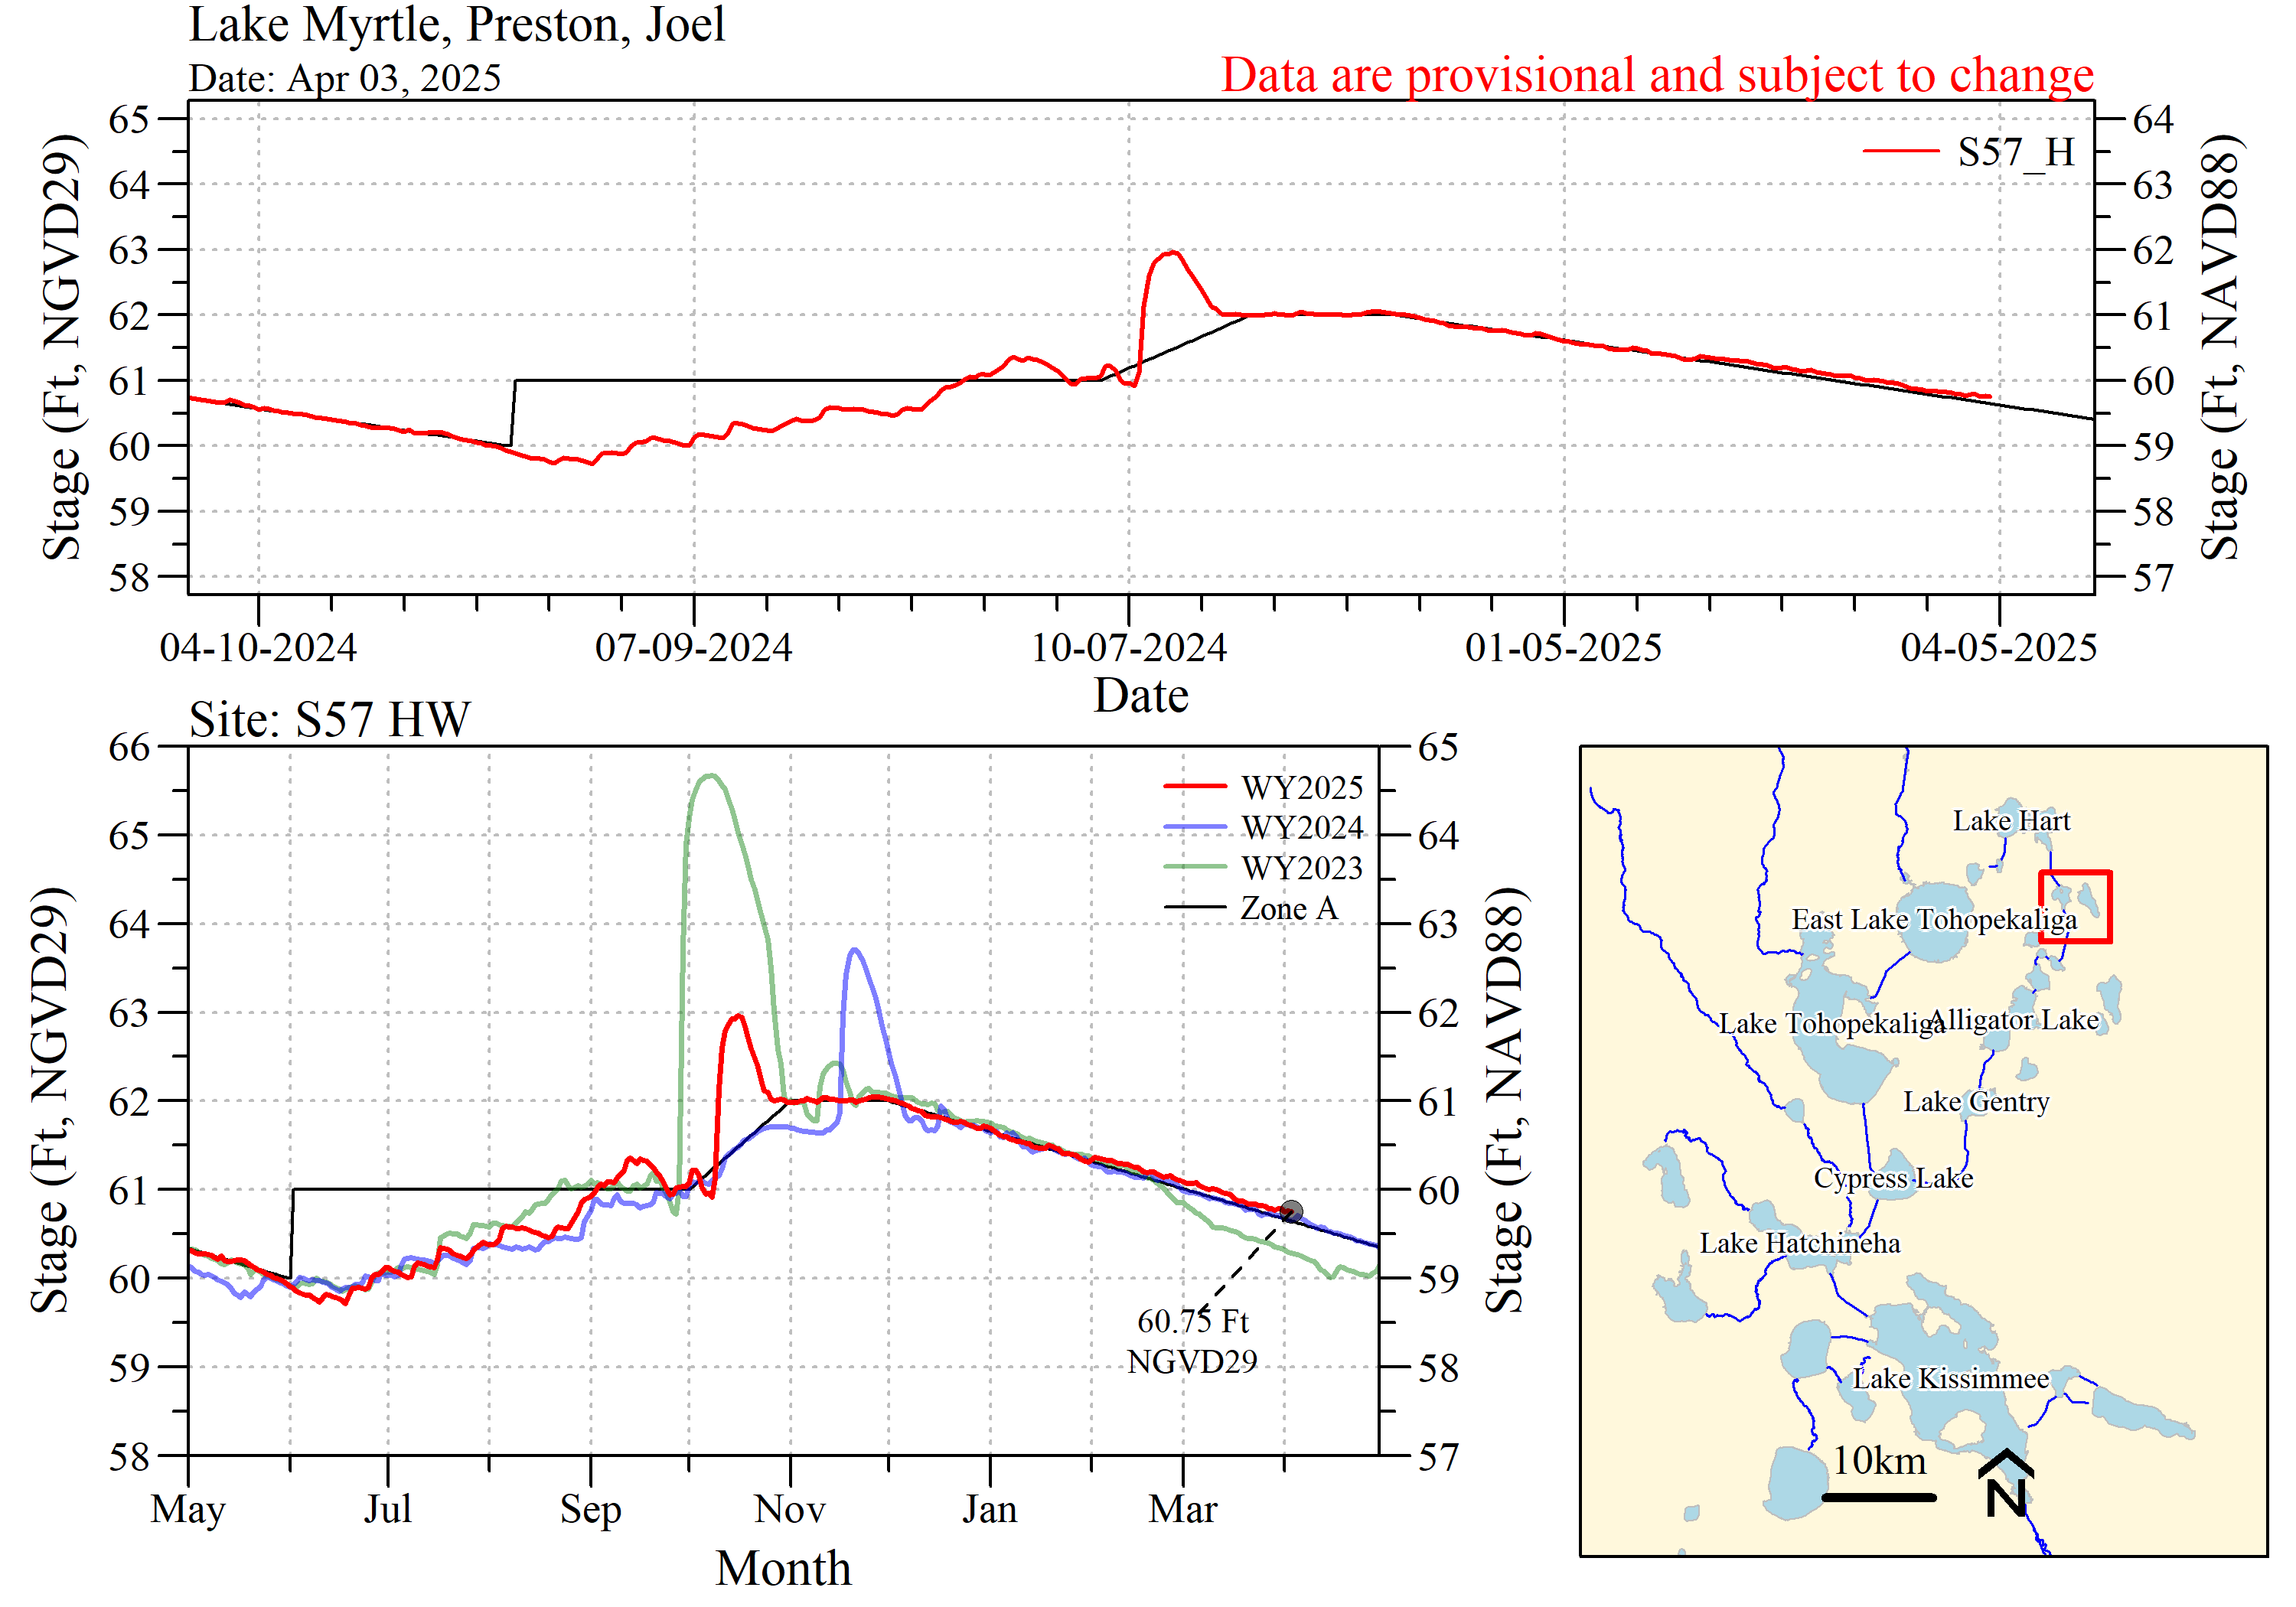 Lake Myrtle, Preston, Joel
Date: Apr 03, 2025
Data are provisional and subject to change
Stage (Ft, NGVD29)
65
64
63
62
61
60
59
58
S57_H
64
63
62
61
60
59
58
57
Stage (Ft, NAVD88)
04-10-2024 07-09-2024 10-07-2024 01-05-2025 04-05-2025
Date
Site: S57 HW
Stage (Ft, NGVD29)
66
65
64
63
62
61
60
59
58
WY2025
WY2024
WY2023
Zone A
60.75 Ft
NGVD29
65
64
63
62
61
60
59
58
57
Stage (Ft, NAVD88)
May Jul Sep Nov Jan Mar
Month
Lake Hart
East Lake Tohopekaliga
Lake Tohopekaliga
Alligator Lake
Lake Gentry
Cypress Lake
Lake Hatchineha
Lake Kissimmee
10km
N